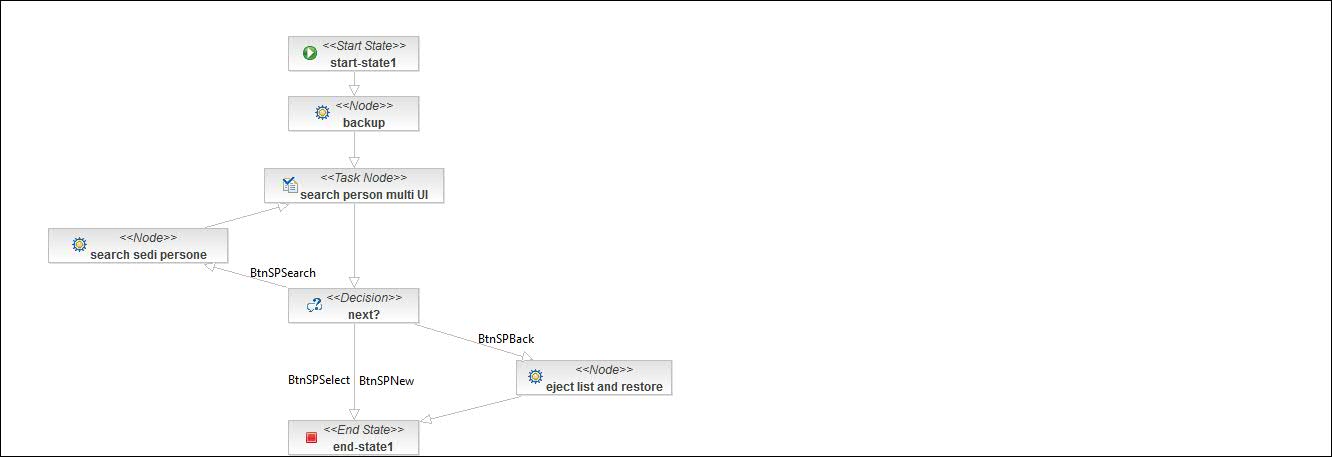 <<Start State>>
start-state1
<<Node>>
backup
<<Task Node>>
search person multi UI
<<Node>>
search sedi persone
BtnSPSearch
<<Decision>>
next?
BtnSPBack
<<Node>>
eject list and restore
BtnSPSelect
BtnSPNew
<<End State>>
end-state1